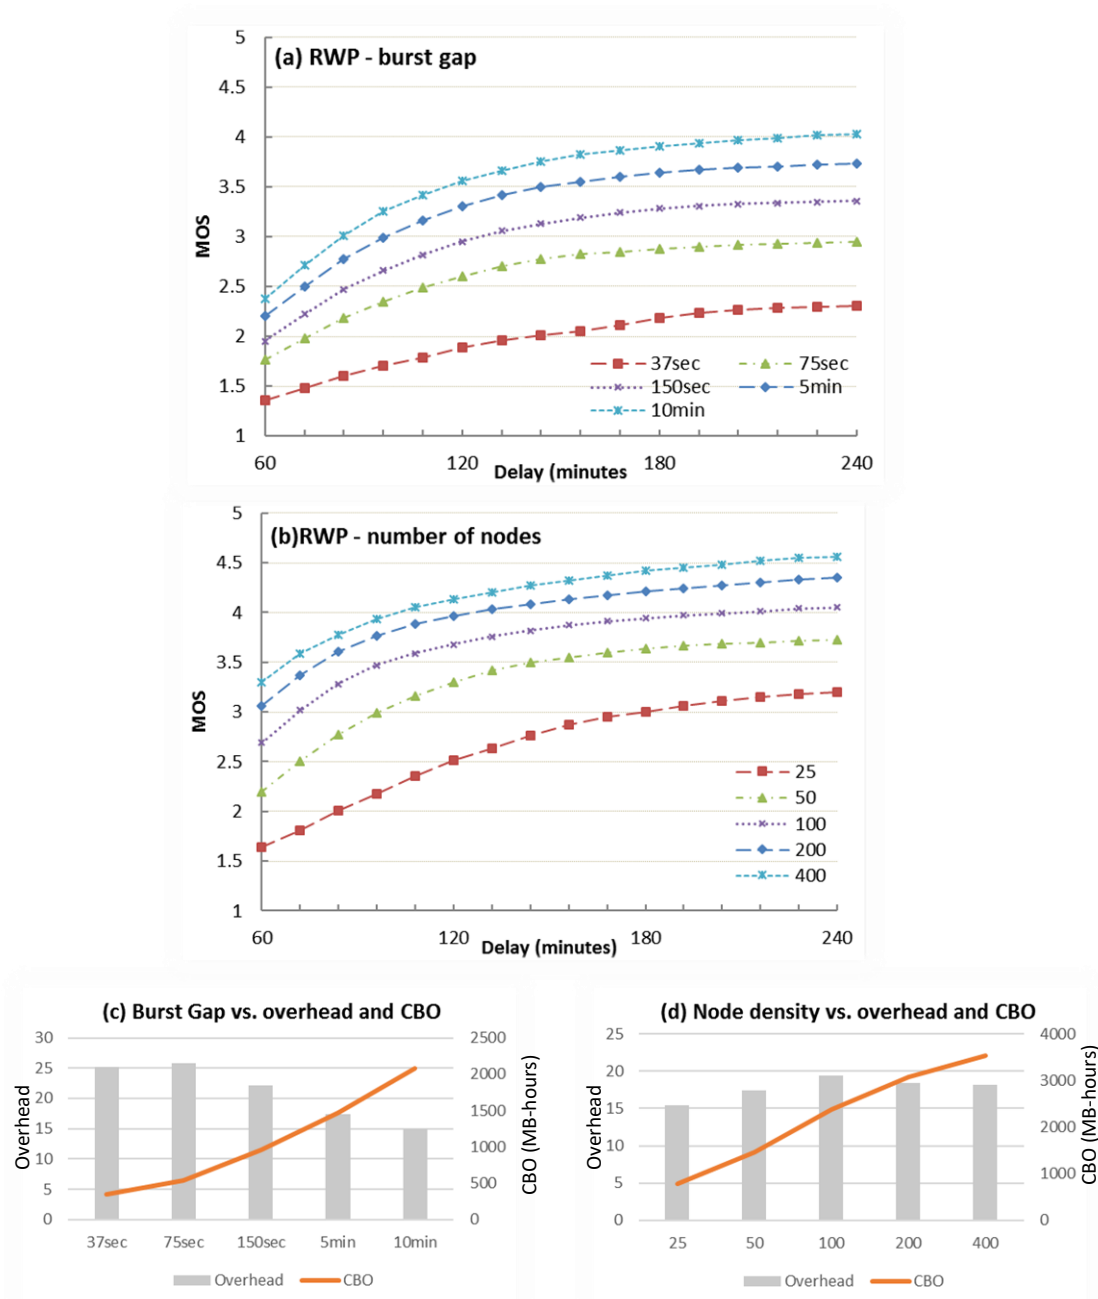 (a) RWP - burst gap
MOS
5
4.5
4
3.5
3
2.5
2
1.5
1
37sec 75sec
150sec 5min
10min
60 120 180 240
Delay (minutes
(b)RWP - number of nodes
MOS
5
4.5
4
3.5
3
2.5
2
1.5
1
25
50
100
200
400
60 120 180 240
Delay (minutes)
(c) Burst Gap vs. overhead and CBO
Overhead
30
25
20
15
10
5
0
2500
2000
1500
1000
500
0
CBO (MB-hours)
37sec 75sec 150sec 5min 10min
Overhead CBO
(d) Node density vs. overhead and CBO
Overhead
25
20
15
10
5
0
4000
3000
2000
1000
0
CBO (MB-hours)
25 50 100 200 400
Overhead CBO